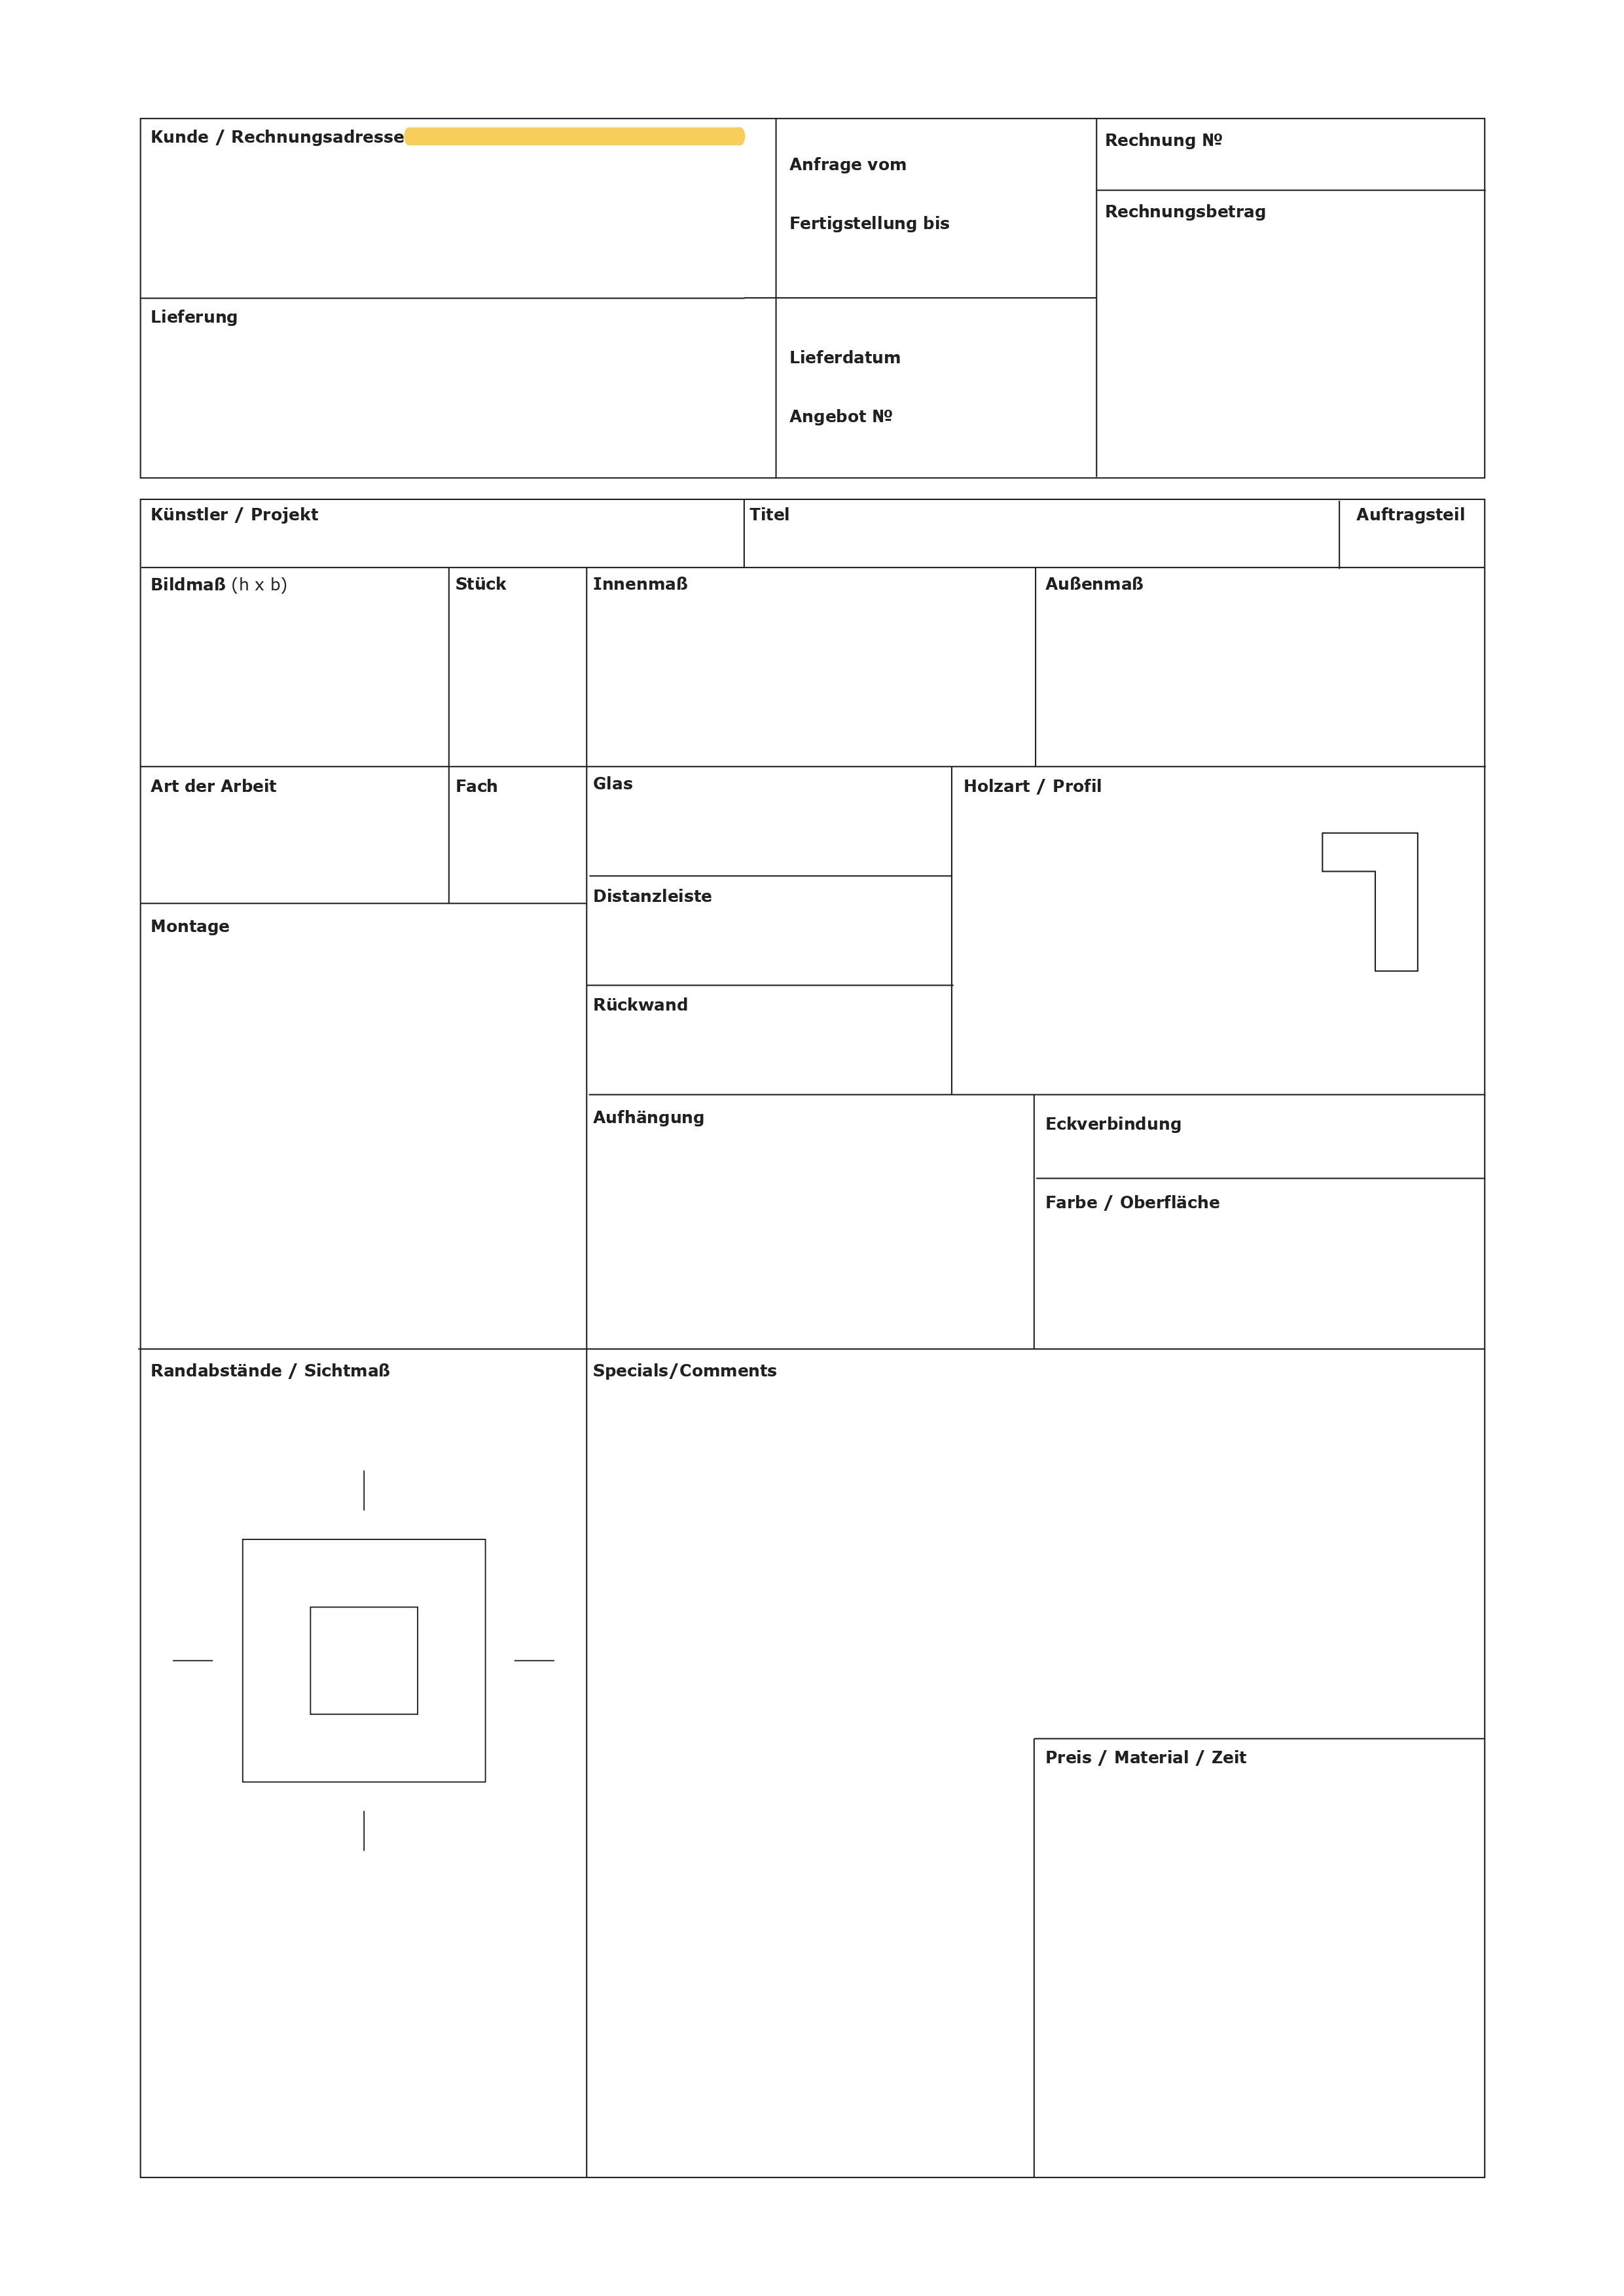 Kunde / Rechnungsadresse
Anfrage vom
Fertigstellung bis
Rechnung №
Rechnungsbetrag
Lieferung
Lieferdatum
Angebot №
Künstler / Projekt
Titel
Auftragsteil
Bildmaß (h x b)
Stück
Innenmaß
Außenmaß
Art der Arbeit
Fach
Glas
Holzart / Profil
Distanzleiste
Montage
Rückwand
Aufhängung
Eckverbindung
Farbe / Oberfläche
Randabstände / Sichtmaß
Specials/Comments
Preis / Material / Zeit